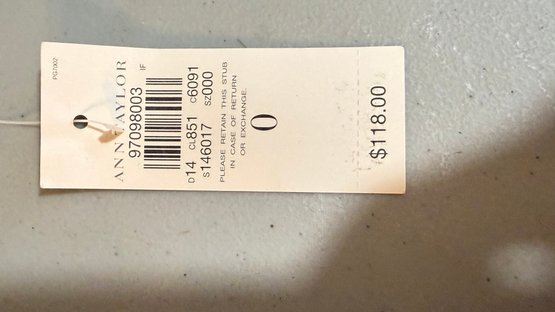 PGT002
ANN TAYLOR
97098003 IF
D14 CL851 C6091
S146017 SZ000
PLEASE RETAIN THIS STUB
IN CASE OF RETURN
OR EXCHANGE.
0
$118.00